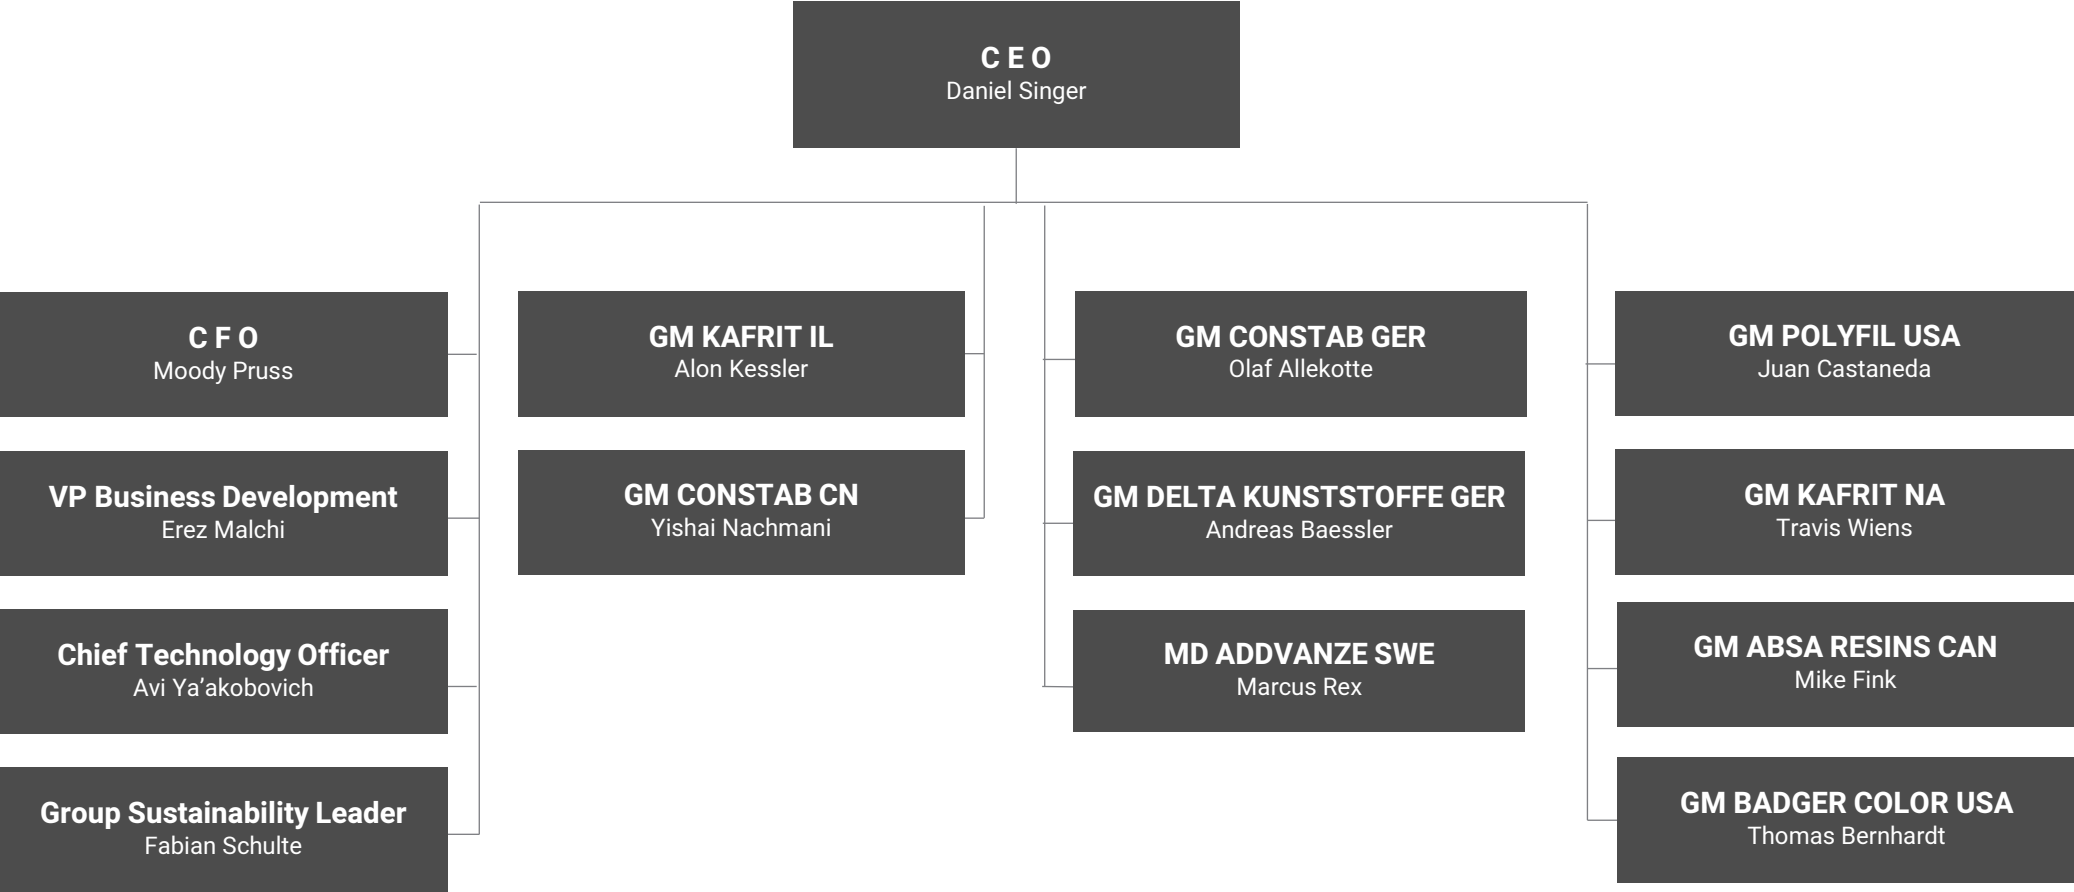 C E O
Daniel Singer
C F O
Moody Pruss
VP Business Development
Erez Malchi
Chief Technology Officer
Avi Ya’akobovich
Group Sustainability Leader
Fabian Schulte
GM KAFRIT IL
Alon Kessler
GM CONSTAB CN
Yishai Nachmani
GM CONSTAB GER
Olaf Allekotte
GM DELTA KUNSTSTOFFE GER
Andreas Baessler
MD ADDVANZE SWE
Marcus Rex
GM POLYFIL USA
Juan Castaneda
GM KAFRIT NA
Travis Wiens
GM ABSA RESINS CAN
Mike Fink
GM BADGER COLOR USA
Thomas Bernhardt